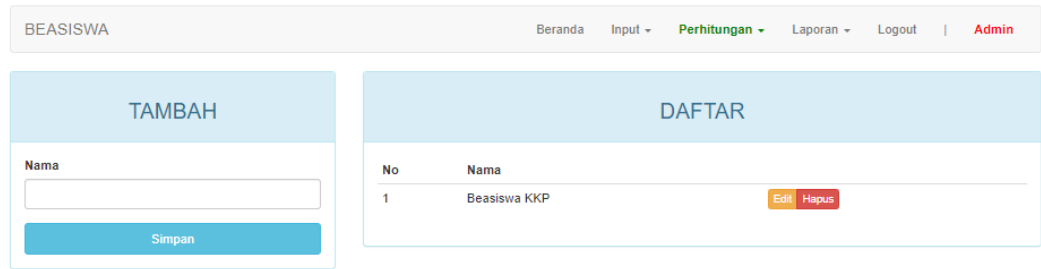 BEASISWA Beranda Input Perhitungan Laporan Logout | Admin
TAMBAH
Nama
Simpan
DAFTAR
No Nama
1 Beasiswa KKP Edit Hapus